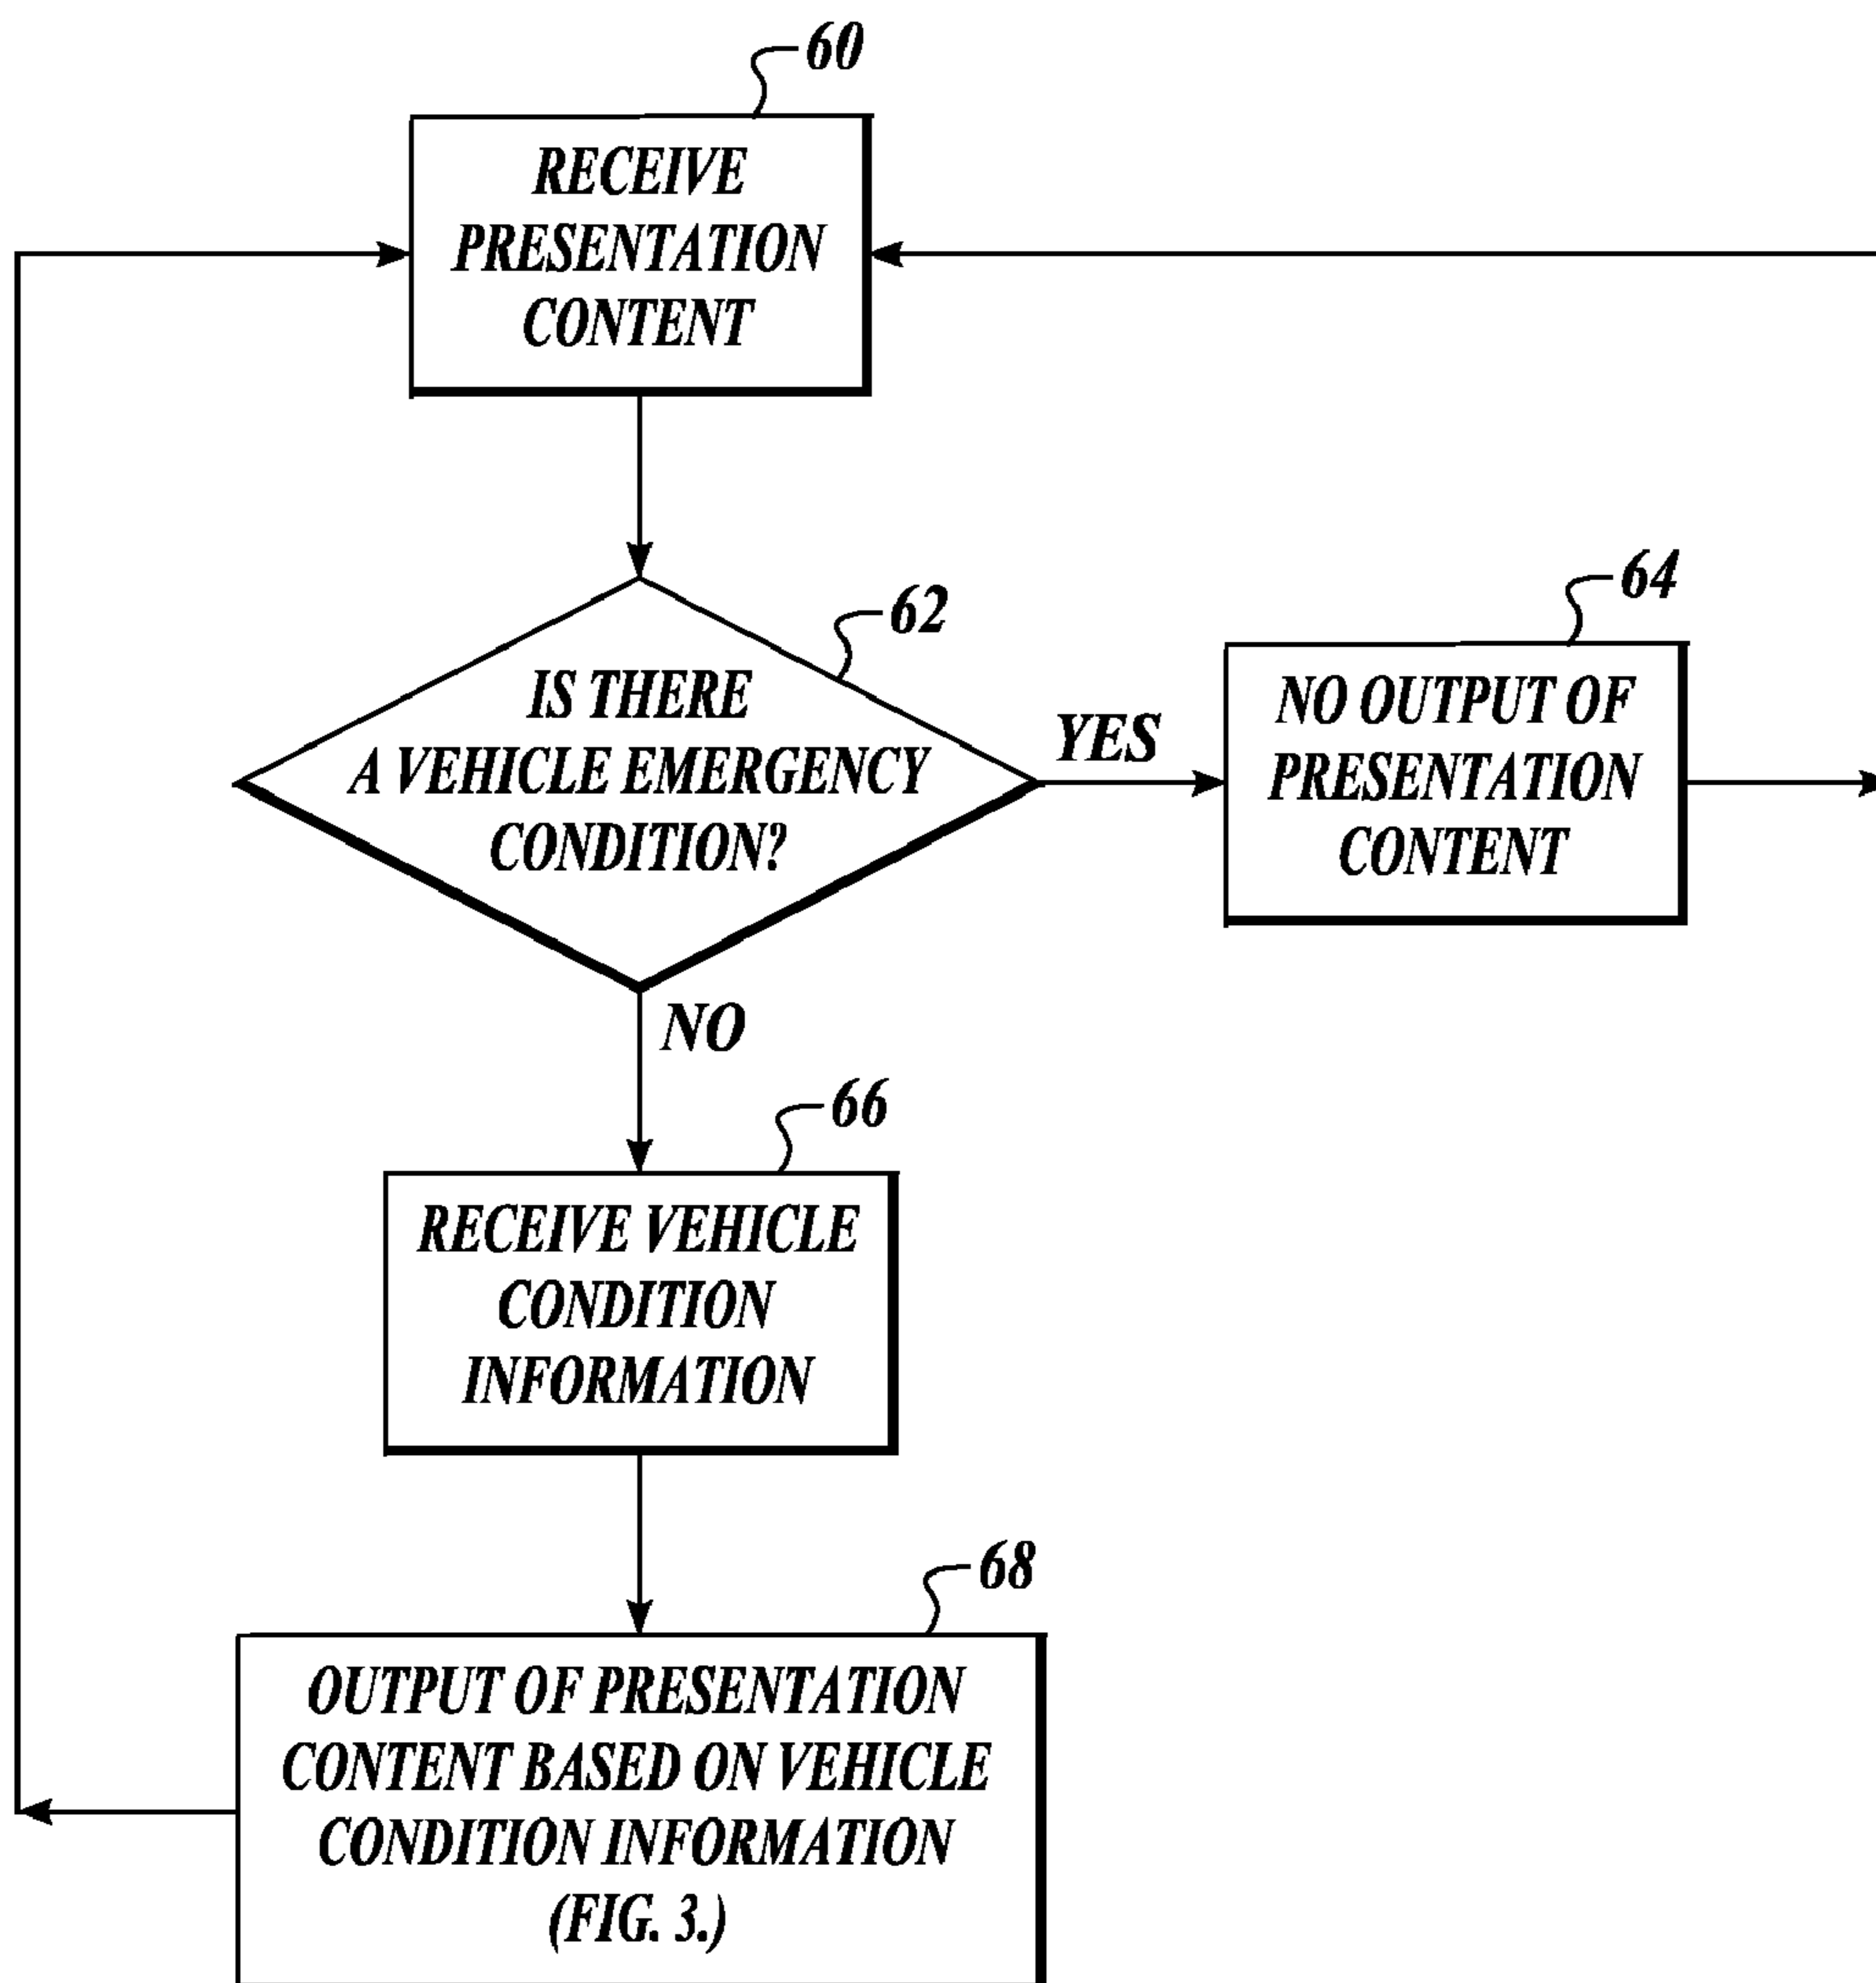 60
RECEIVE
PRESENTATION
CONTENT
62
IS THERE
A VEHICLE EMERGENCY
CONDITION?
YES
64
NO OUTPUT OF
PRESENTATION
CONTENT
NO
66
RECEIVE VEHICLE
CONDITION
INFORMATION
68
OUTPUT OF PRESENTATION
CONTENT BASED ON VEHICLE
CONDITION INFORMATION
(FIG. 3.)